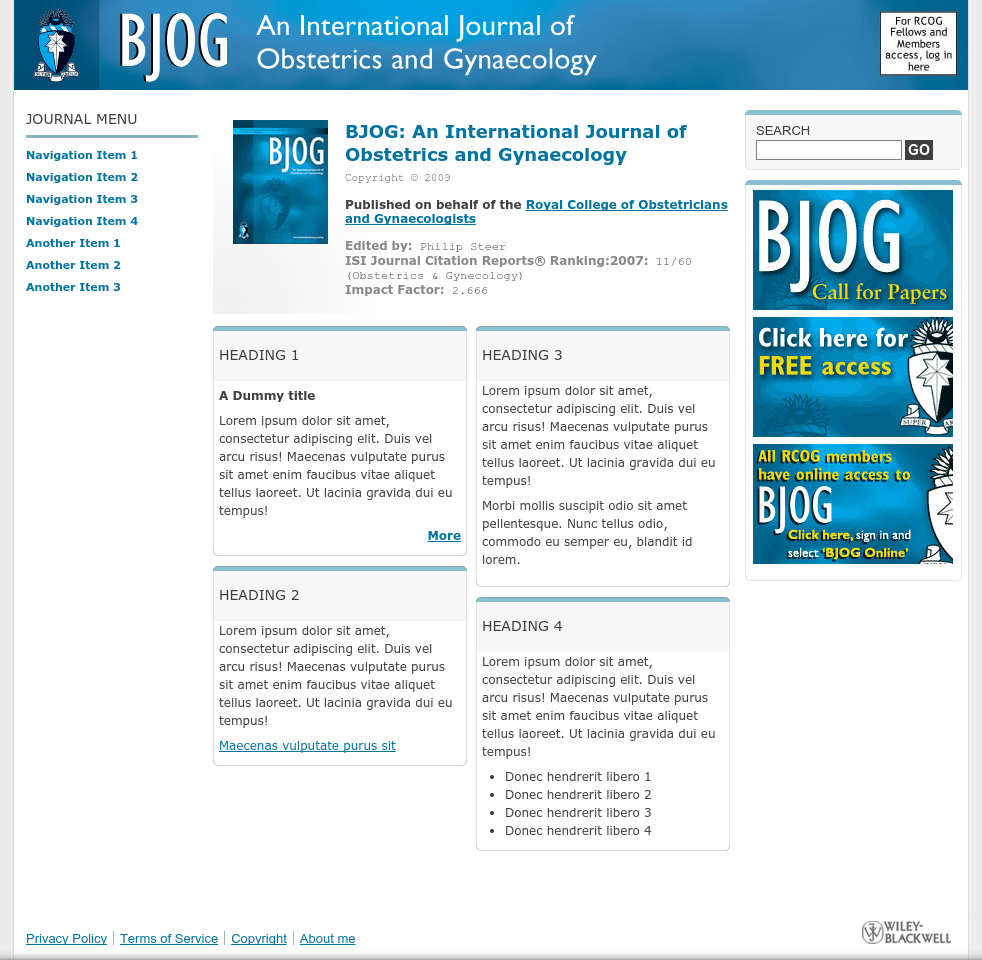 BJOG
An International Journal of
Obstetrics and Gynaecology
For RCOG
Fellows and
Members
access, log in
here
JOURNAL MENU
Navigation Item 1
Navigation Item 2
Navigation Item 3
Navigation Item 4
Another Item 1
Another Item 2
Another Item 3
BJOG
BJOG: An International Journal of
Obstetrics and Gynaecology
Copyright © 2009
Published on behalf of the Royal College of Obstetricians
and Gynaecologists
Edited by: Philip Steer
ISI Journal Citation Reports® Ranking:2007: 11/60
(Obstetrics & Gynecology)
Impact Factor: 2.666
HEADING 1
A Dummy title
Lorem ipsum dolor sit amet,
consectetur adipiscing elit. Duis vel
arcu risus! Maecenas vulputate purus
sit amet enim faucibus vitae aliquet
tellus laoreet. Ut lacinia gravida dui eu
tempus!
More
HEADING 2
Lorem ipsum dolor sit amet,
consectetur adipiscing elit. Duis vel
arcu risus! Maecenas vulputate purus
sit amet enim faucibus vitae aliquet
tellus laoreet. Ut lacinia gravida dui eu
tempus!
Maecenas vulputate purus sit
HEADING 3
Lorem ipsum dolor sit amet,
consectetur adipiscing elit. Duis vel
arcu risus! Maecenas vulputate purus
sit amet enim faucibus vitae aliquet
tellus laoreet. Ut lacinia gravida dui eu
tempus!
Morbi mollis suscipit odio sit amet
pellentesque. Nunc tellus odio,
commodo eu semper eu, blandit id
lorem.
HEADING 4
Lorem ipsum dolor sit amet,
consectetur adipiscing elit. Duis vel
arcu risus! Maecenas vulputate purus
sit amet enim faucibus vitae aliquet
tellus laoreet. Ut lacinia gravida dui eu
tempus!
• Donec hendrerit libero 1
• Donec hendrerit libero 2
• Donec hendrerit libero 3
• Donec hendrerit libero 4
SEARCH
GO
BJOG
Call for Papers
Click here for
FREE access
SUPER
All RCOG members
have online access to
BJOG
Click here, sign in and
select 'BJOG Online'
Privacy Policy
Terms of Service
Copyright
About me
WILEY-
BLACKWELL